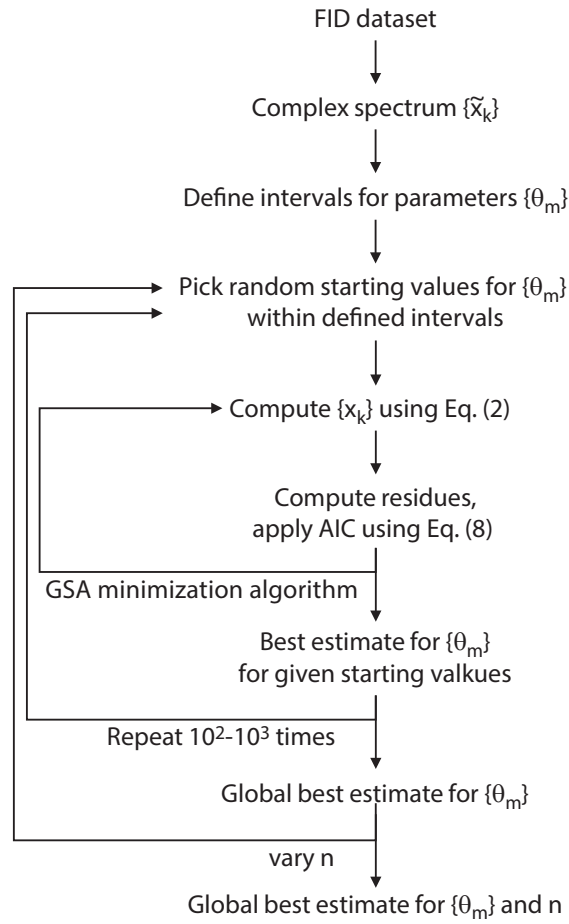 FID dataset
Complex spectrum {x̃ₖ}
Define intervals for parameters {θₘ}
Pick random starting values for {θₘ}
within defined intervals
Compute {xₖ} using Eq. (2)
Compute residues,
apply AIC using Eq. (8)
GSA minimization algorithm
Best estimate for {θₘ}
for given starting valkues
Repeat 10²-10³ times
Global best estimate for {θₘ}
vary n
Global best estimate for {θₘ} and n